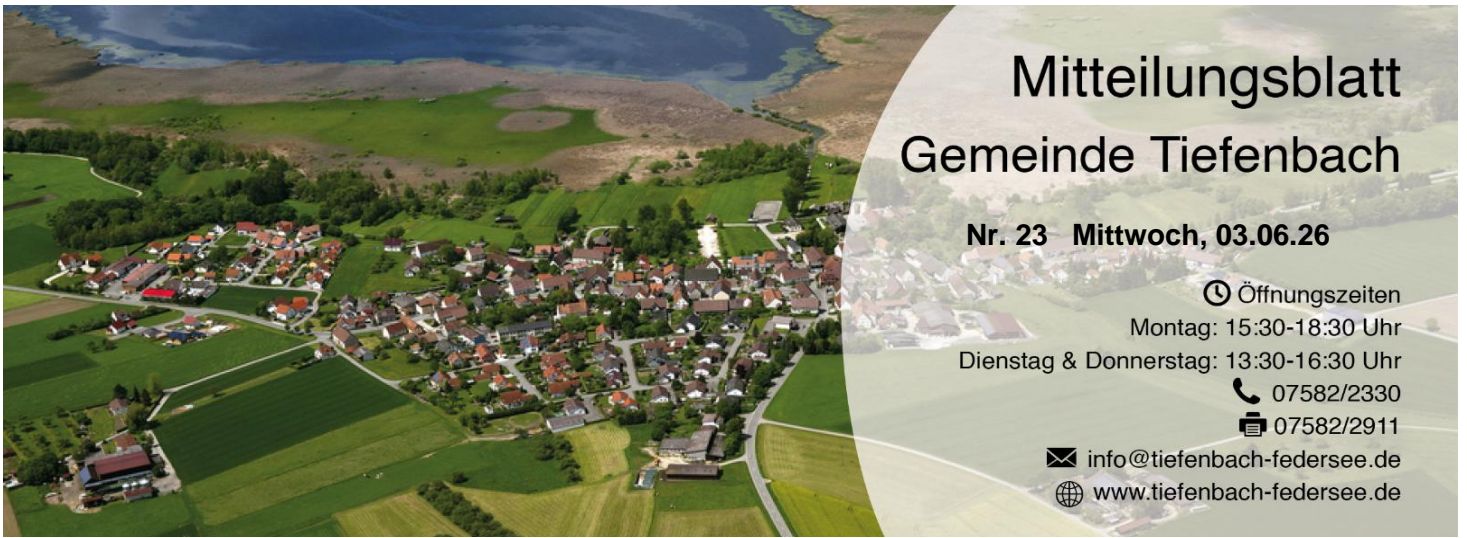 Mitteilungsblatt
Gemeinde Tiefenbach
Nr. 23 Mittwoch, 03.06.26
Öffnungszeiten
Montag: 15:30-18:30 Uhr
Dienstag & Donnerstag: 13:30-16:30 Uhr
07582/2330
07582/2911
info@tiefenbach-federsee.de
www.tiefenbach-federsee.de